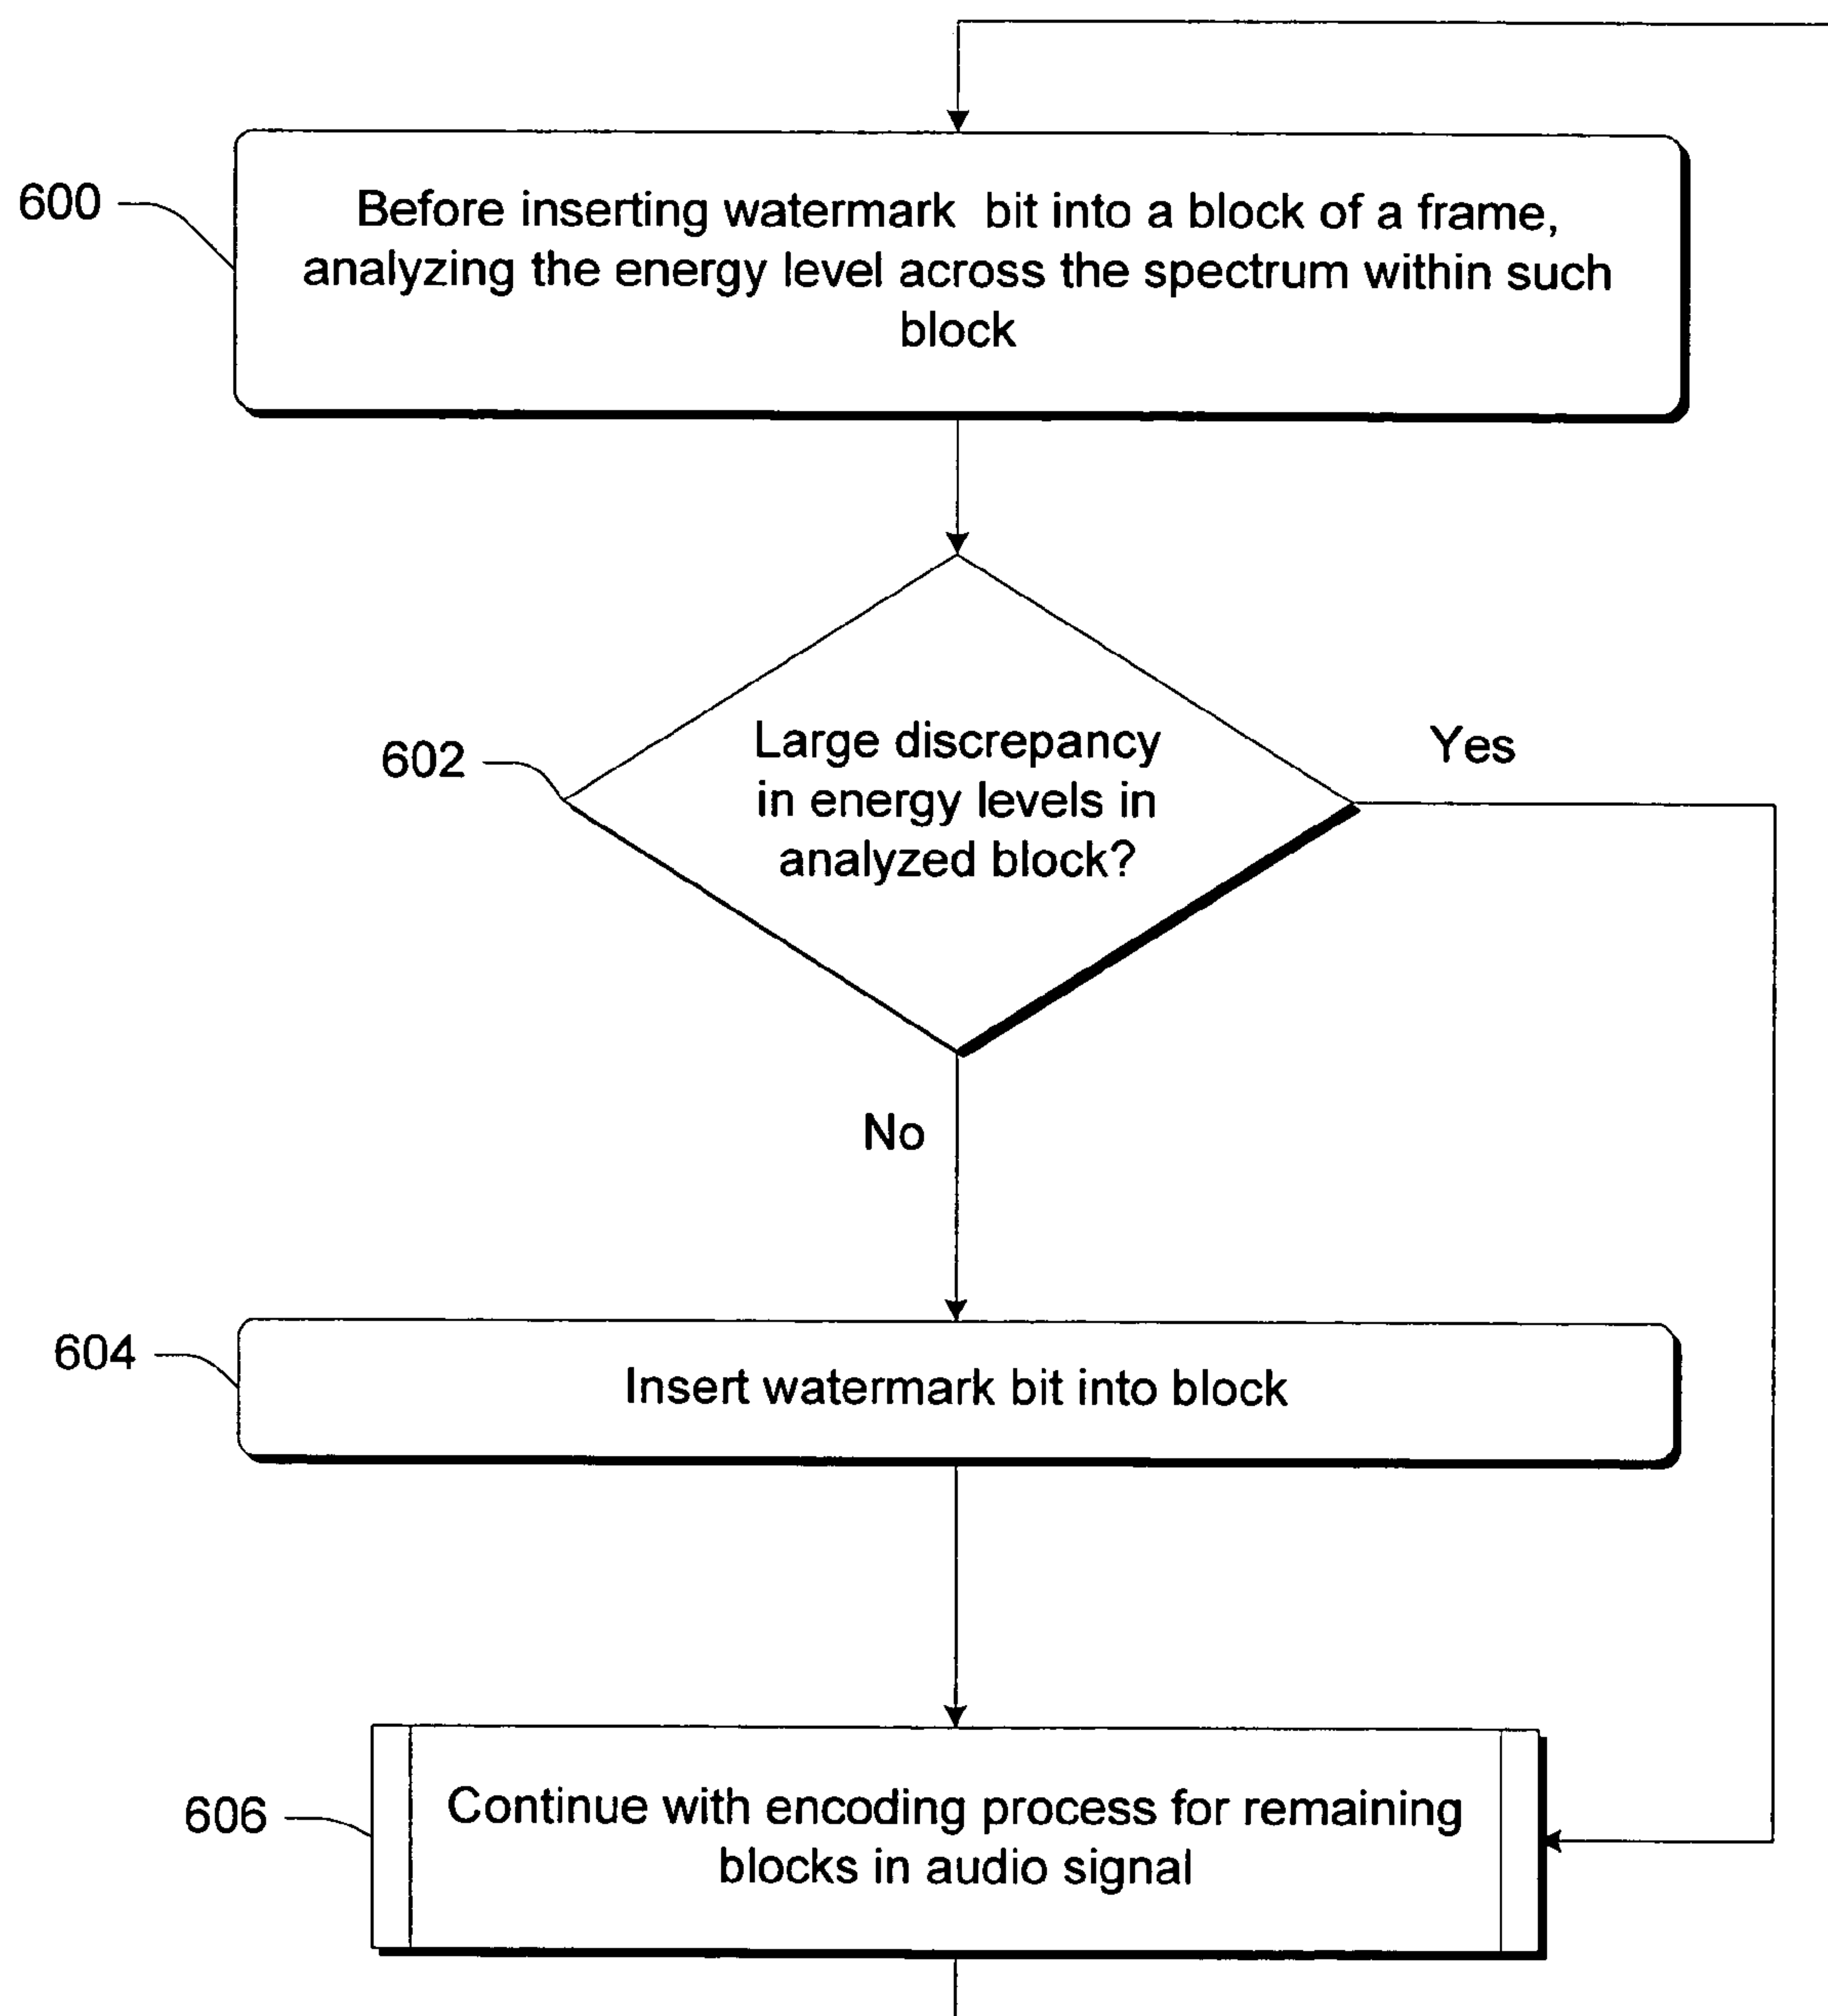 600
Before inserting watermark bit into a block of a frame,
analyzing the energy level across the spectrum within such
block
602
Large discrepancy
in energy levels in
analyzed block?
Yes
No
604
Insert watermark bit into block
606
Continue with encoding process for remaining
blocks in audio signal